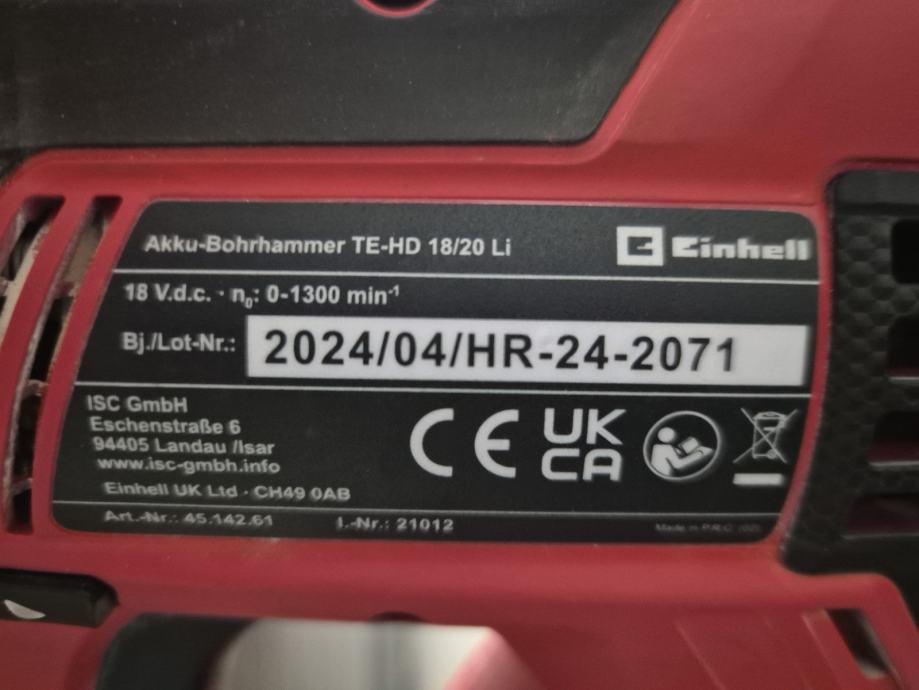 Akku-Bohrhammer TE-HD 18/20 Li
Einhell
18 V.d.c. · n₀: 0-1300 min⁻¹
Bj./Lot-Nr.: 2024/04/HR-24-2071
ISC GmbH
Eschenstraße 6
94405 Landau /Isar
www.isc-gmbh.info
Einhell UK Ltd · CH49 0AB
CE
UK
CA
Art.-Nr.: 45.142.61 I.-Nr.: 21012
Made in P.R.C.